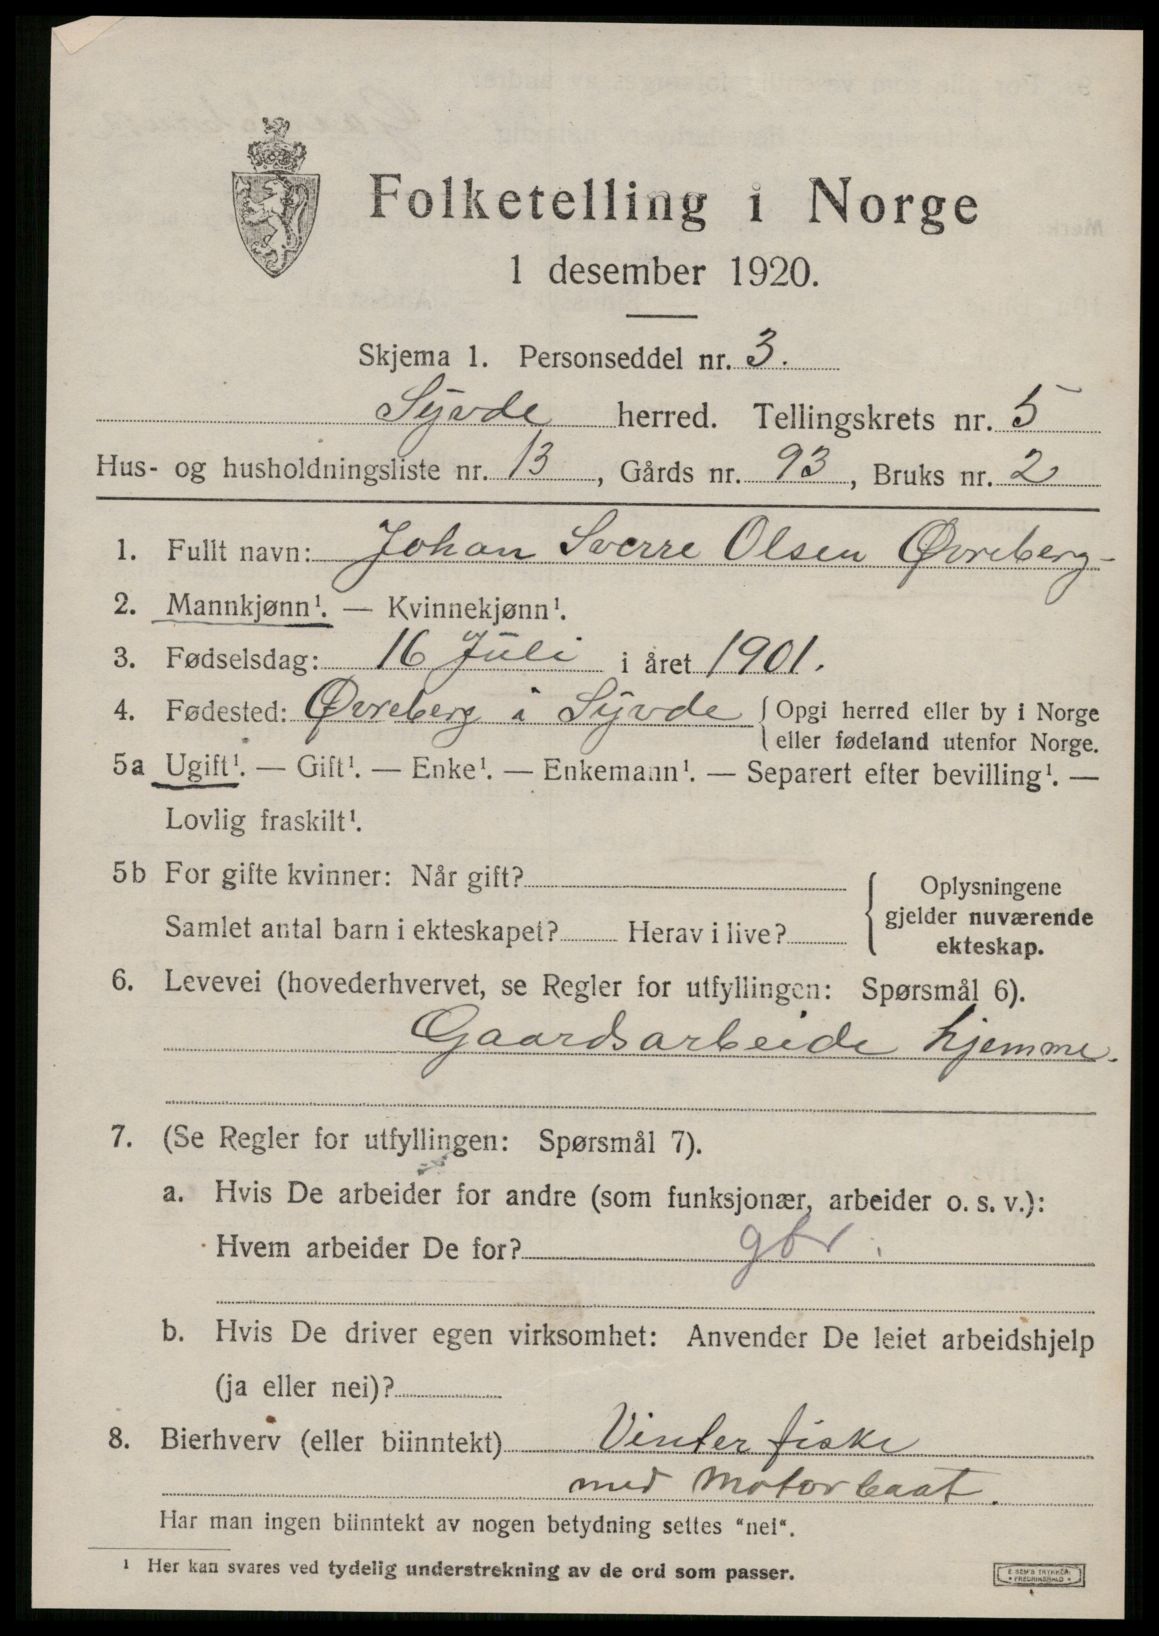 Folketelling i Norge
1 desember 1920.
Skjema 1. Personseddel nr. 3.
Syvde herred. Tellingskrets nr. 5
Hus- og husholdningsliste nr. 13, Gårds nr. 93, Bruks nr. 2
1. Fullt navn: Johan Sverre Olsen Øvreberg
2. Mannkjønn¹. — Kvinnekjønn¹.
3. Fødselsdag: 16 Juli i året 1901.
4. Fødested: Øvreberg i Syvde { Opgi herred eller by i Norge
eller fødeland utenfor Norge.
5a Ugift¹. — Gift¹. — Enke¹. — Enkemann¹. — Separert efter bevilling¹. —
Lovlig fraskilt¹.
5b For gifte kvinner: Når gift?
Samlet antal barn i ekteskapet? Herav i live?
{ Oplysningene
gjelder nuværende
ekteskap.
6. Levevei (hovederhvervet, se Regler for utfyllingen: Spørsmål 6).
Gaardsarbeide hjemme.
7. (Se Regler for utfyllingen: Spørsmål 7).
a. Hvis De arbeider for andre (som funksjonær, arbeider o. s. v.):
Hvem arbeider De for? gbr.
b. Hvis De driver egen virksomhet: Anvender De leiet arbeidshjelp
(ja eller nei)?
8. Bierhverv (eller biinntekt) Vinterfiske
med Motorbaat.
Har man ingen biinntekt av nogen betydning settes "nei".
¹ Her kan svares ved tydelig understrekning av de ord som passer.
E SEM'S TRYKKERI
FREDRIKSHALD